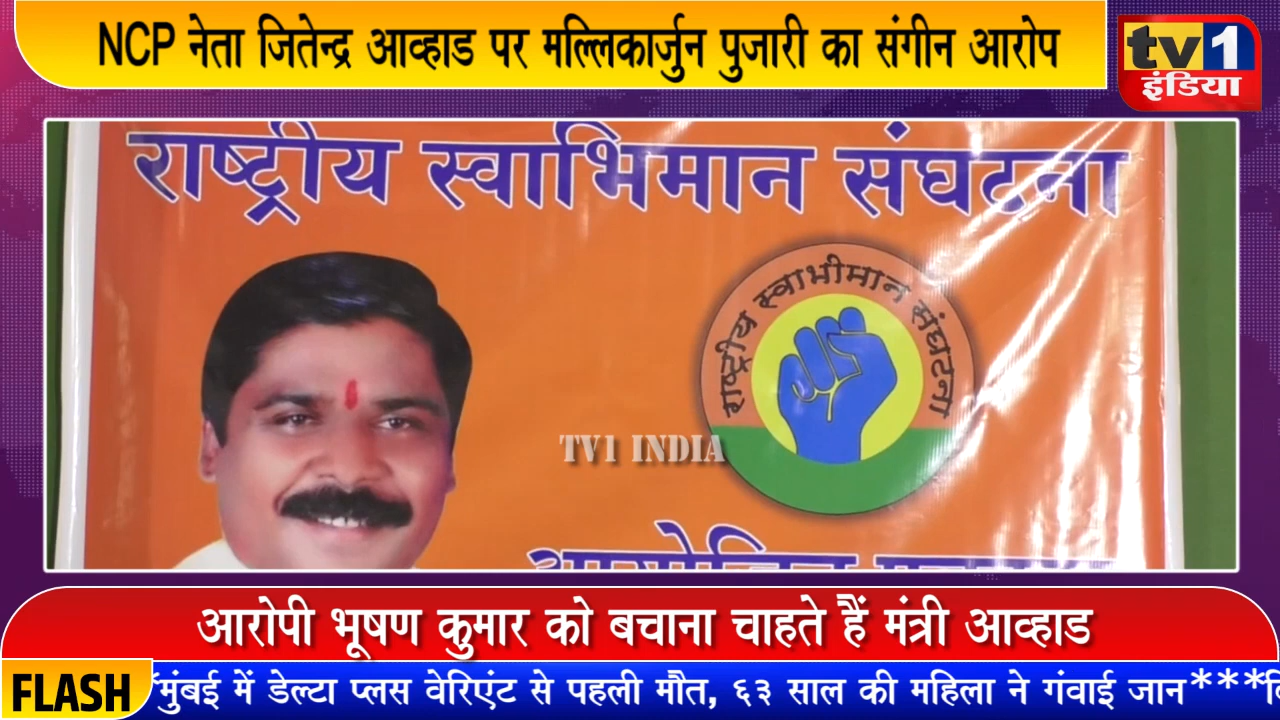 NCP नेता जितेन्द्र आव्हाड पर मल्लिकार्जुन पुजारी का संगीन आरोप
tv1
इंडिया
राष्ट्रीय स्वाभिमान संघटना
राष्ट्रीय स्वाभीमान संघटना
TV1 INDIA
आरोपी भूषण कुमार को बचाना चाहते हैं मंत्री आव्हाड
FLASH
मुंबई में डेल्टा प्लस वेरिएंट से पहली मौत, ६३ साल की महिला ने गंवाई जान***